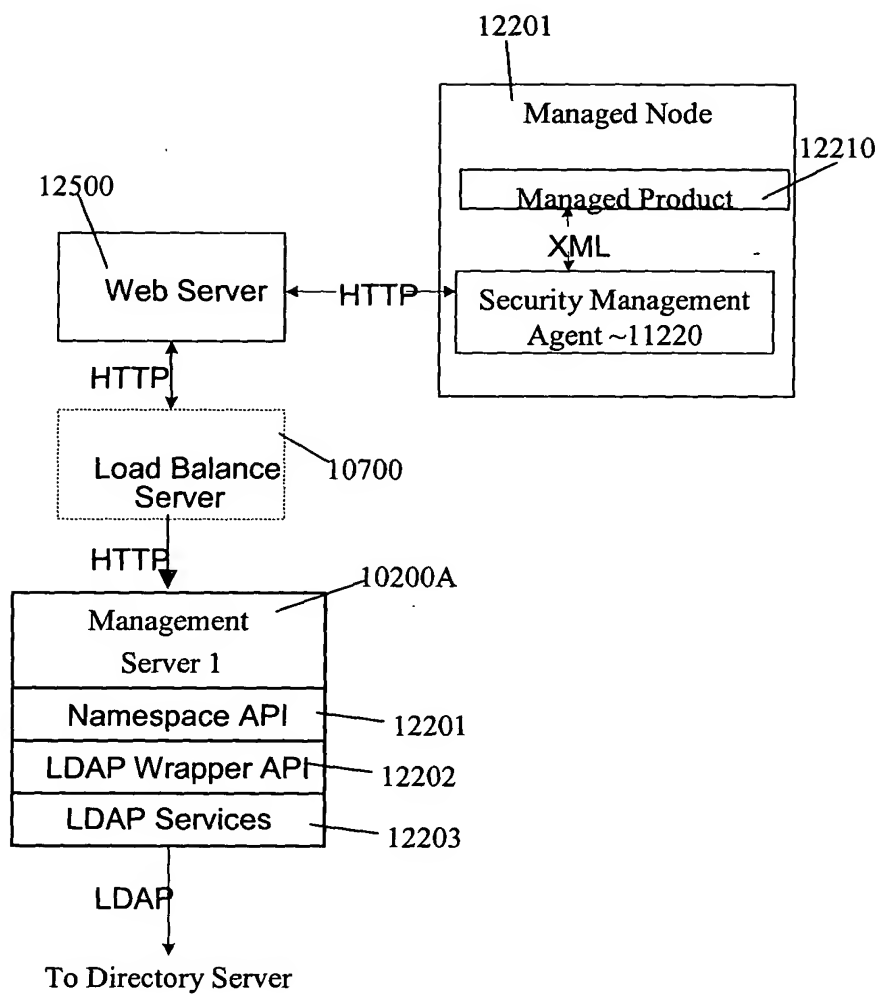 12201
Managed Node
12210
Managed Product
XML
Security Management
Agent ~11220
12500
Web Server
HTTP
HTTP
Load Balance
Server
10700
HTTP
10200A
Management
Server 1
Namespace API
12201
LDAP Wrapper API
12202
LDAP Services
12203
LDAP
To Directory Server